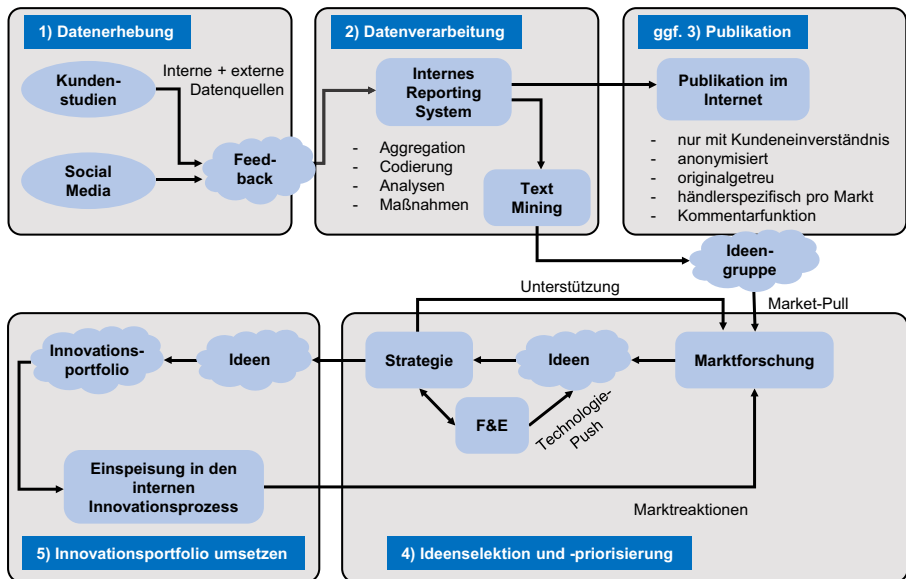 1) Datenerhebung
Kunden-
studien
Interne + externe
Datenquellen
Social
Media
Feed-
back
2) Datenverarbeitung
Internes
Reporting
System
- Aggregation
- Codierung
- Analysen
- Maßnahmen
Text
Mining
ggf. 3) Publikation
Publikation im
Internet
- nur mit Kundeneinverständnis
- anonymisiert
- originalgetreu
- händlerspezifisch pro Markt
- Kommentarfunktion
Ideen-
gruppe
Unterstützung
Market-Pull
Innovations-
portfolio
Ideen
Strategie
Ideen
Marktforschung
F&E
Technologie-
Push
Einspeisung in den
internen
Innovationsprozess
Marktreaktionen
5) Innovationsportfolio umsetzen
4) Ideenselektion und -priorisierung